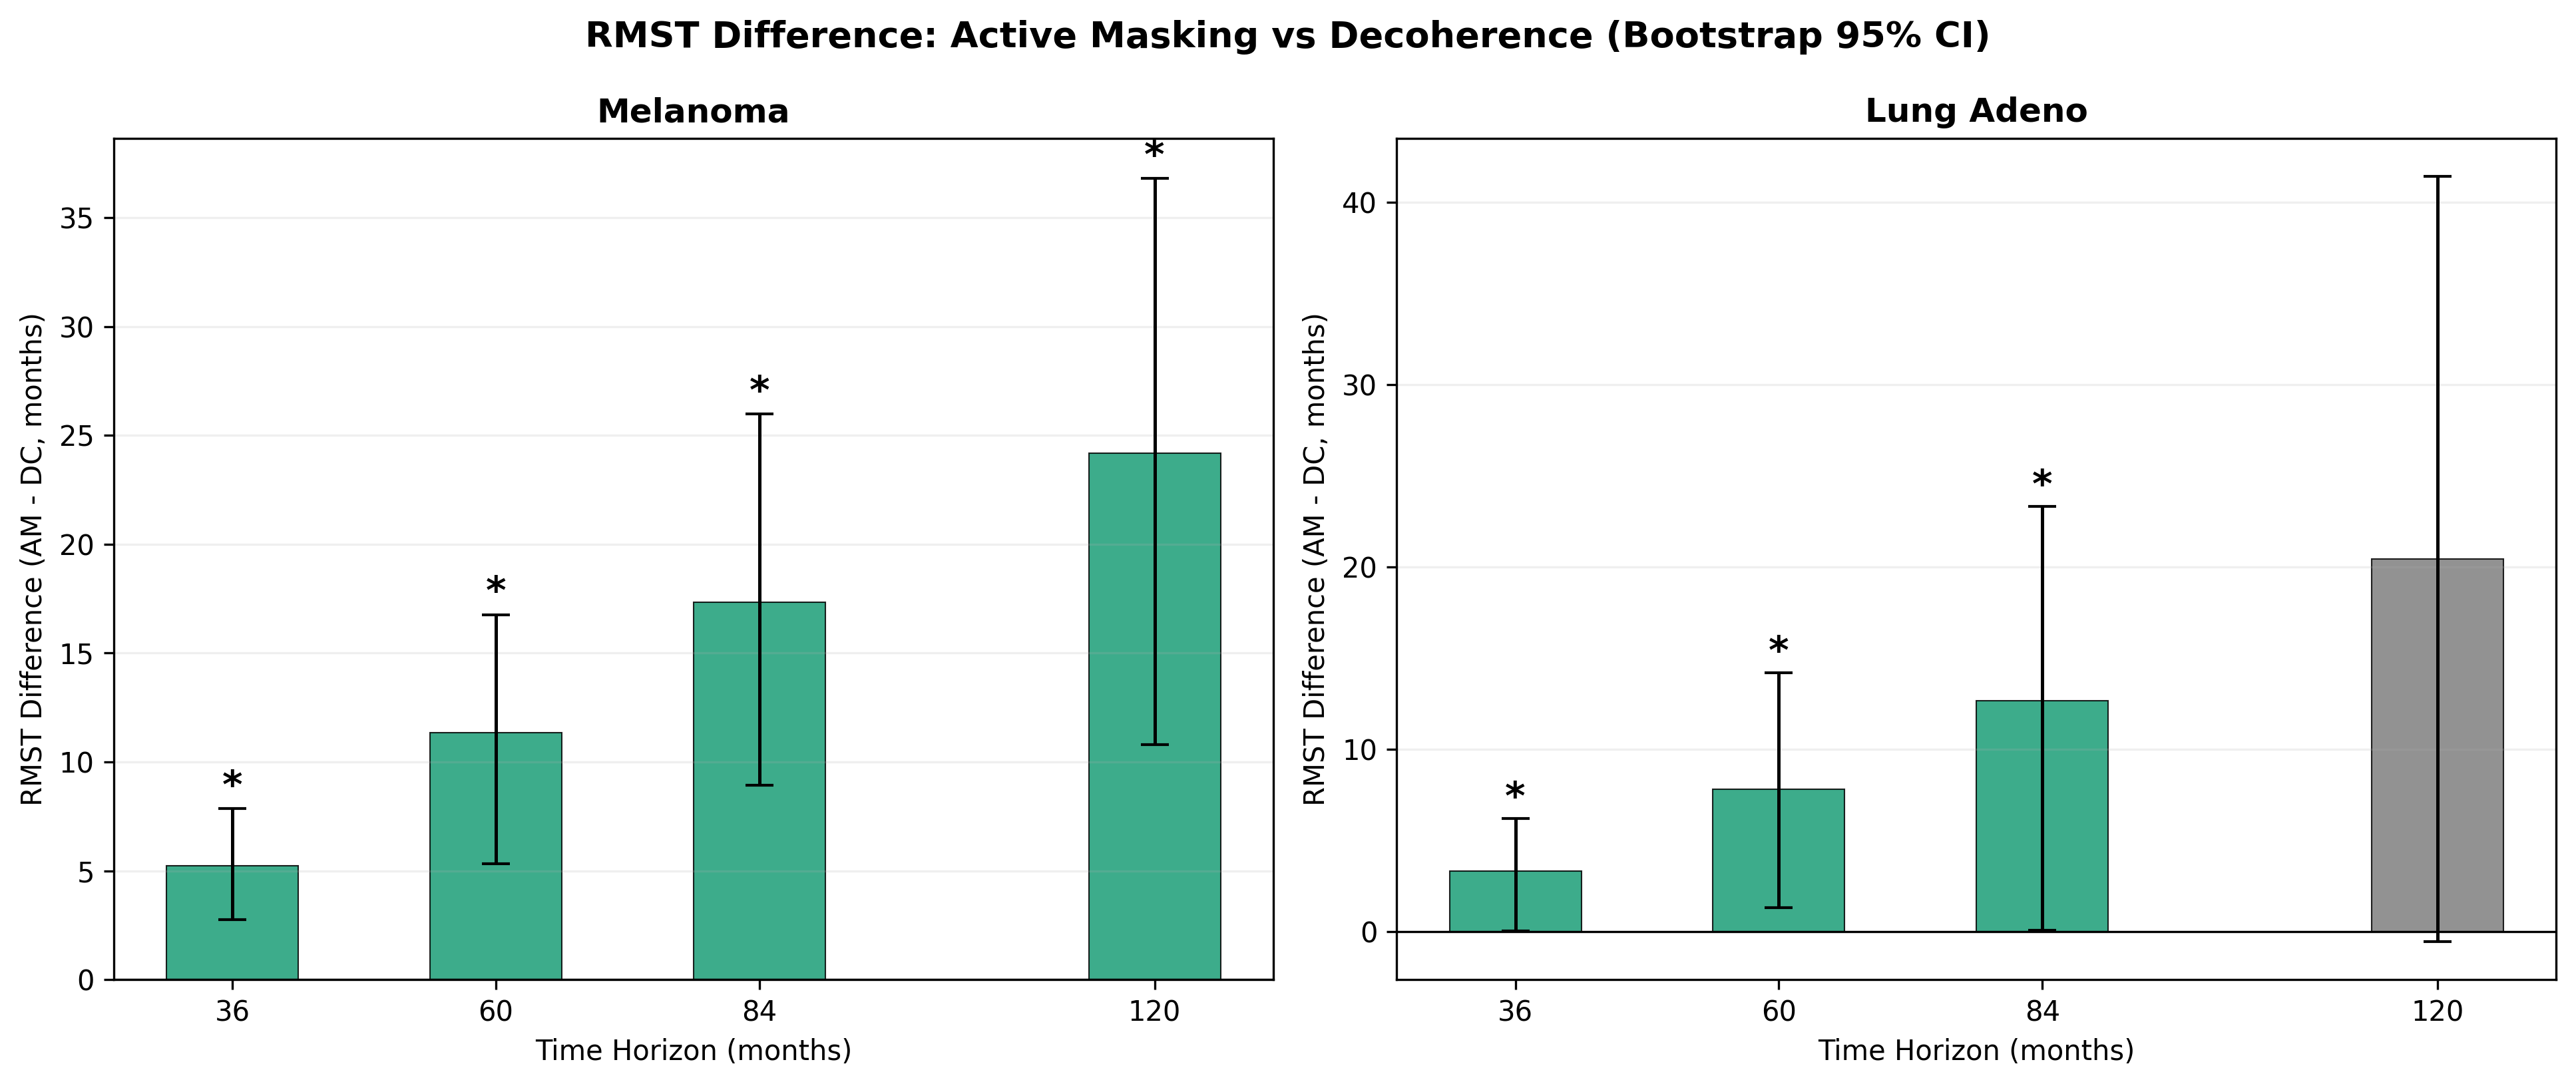 RMST Difference: Active Masking vs Decoherence (Bootstrap 95% CI)
Melanoma
RMST Difference (AM - DC, months)
35
30
25
20
15
10
5
0
*
*
*
*
36 60 84 120
Time Horizon (months)
Lung Adeno
RMST Difference (AM - DC, months)
40
30
20
10
0
*
*
*
36 60 84 120
Time Horizon (months)